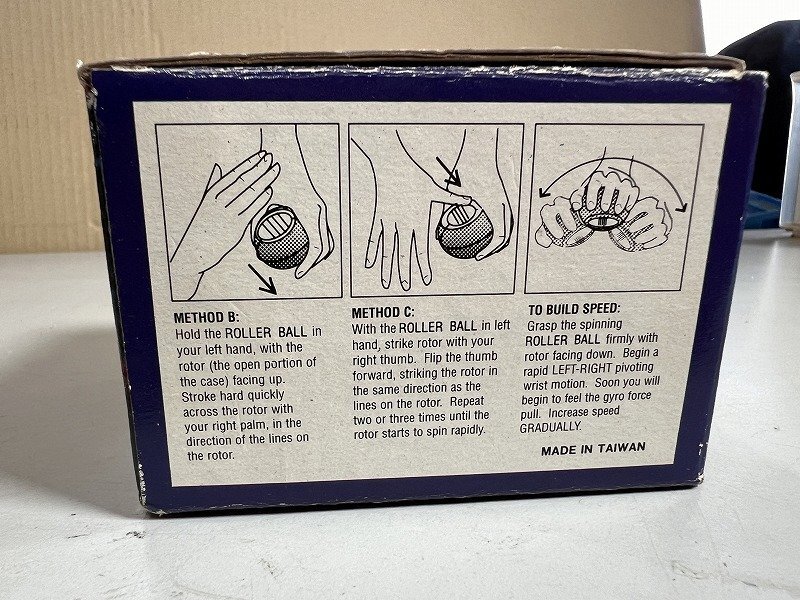 METHOD B:
Hold the ROLLER BALL in
your left hand, with the
rotor (the open portion of
the case) facing up.
Stroke hard quickly
across the rotor with
your right palm, in the
direction of the lines on
the rotor.
METHOD C:
With the ROLLER BALL in left
hand, strike rotor with your
right thumb. Flip the thumb
forward, striking the rotor in
the same direction as the
lines on the rotor. Repeat
two or three times until the
rotor starts to spin rapidly.
TO BUILD SPEED:
Grasp the spinning
ROLLER BALL firmly with
rotor facing down. Begin a
rapid LEFT-RIGHT pivoting
wrist motion. Soon you will
begin to feel the gyro force
pull. Increase speed
GRADUALLY.
MADE IN TAIWAN